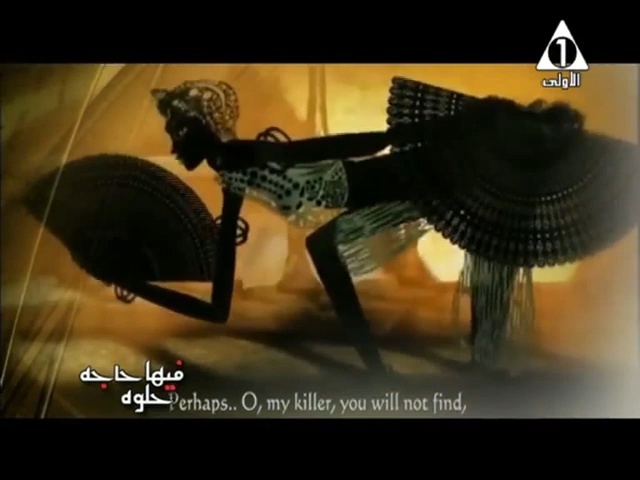 1
الأولى
فيها حاجه
حلوه
Perhaps.. O, my killer, you will not find,